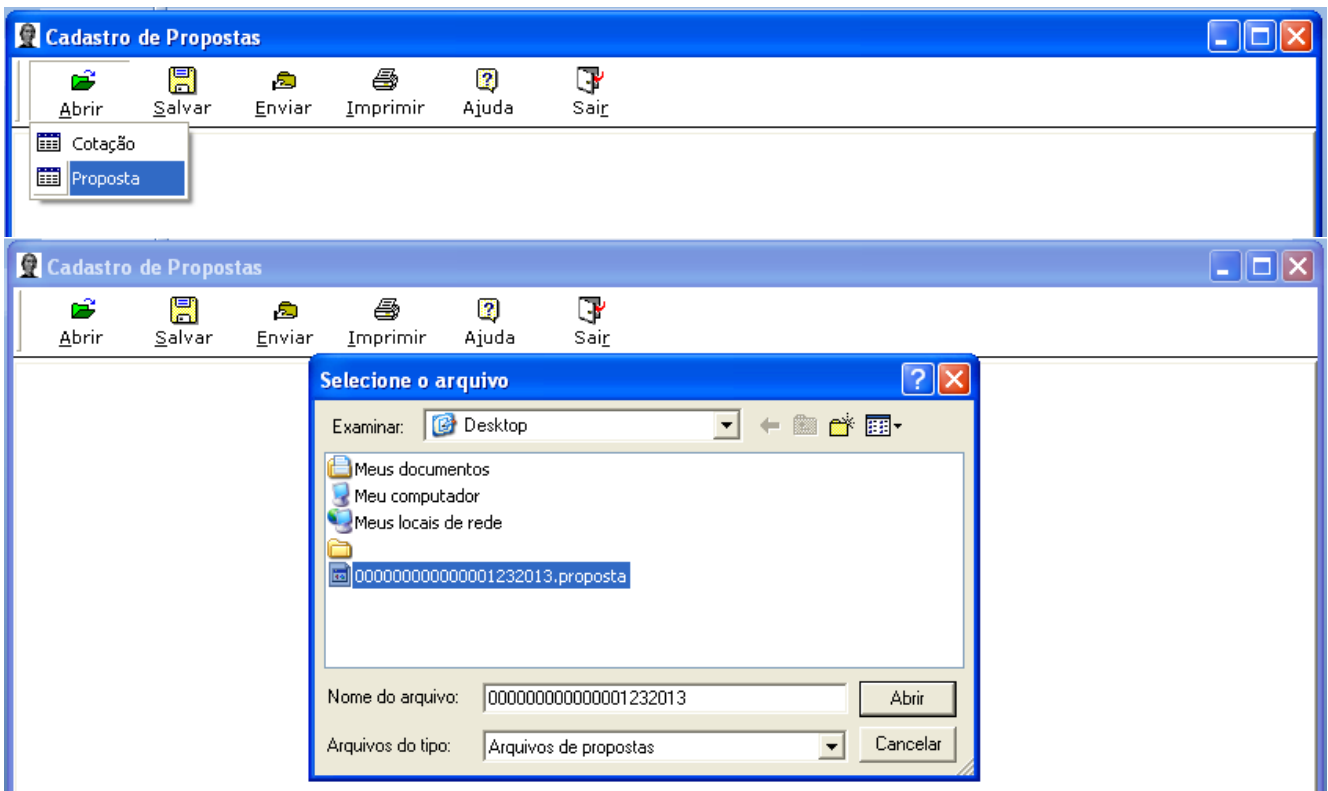 Cadastro de Propostas
Abrir Salvar Enviar Imprimir Ajuda Sair
Cotação
Proposta
Cadastro de Propostas
Abrir Salvar Enviar Imprimir Ajuda Sair
Selecione o arquivo
Examinar: Desktop
Meus documentos
Meu computador
Meus locais de rede
000000000000001232013.proposta
Nome do arquivo: 000000000000001232013 Abrir
Arquivos do tipo: Arquivos de propostas Cancelar